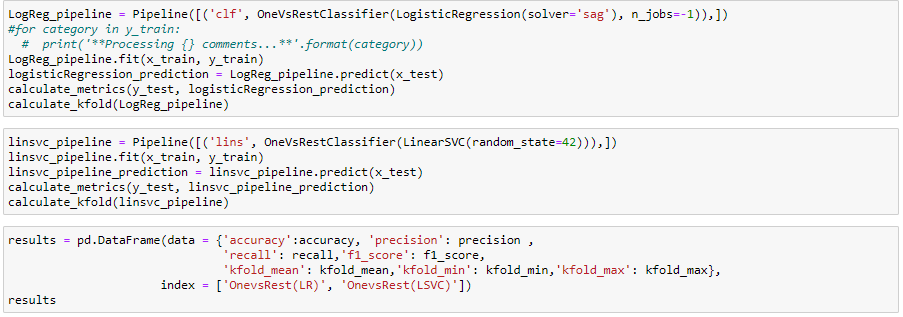 LogReg_pipeline = Pipeline([('clf', OneVsRestClassifier(LogisticRegression(solver='sag'), n_jobs=-1)),])
#for category in y_train:
  #  print('**Processing {} comments...**'.format(category))
LogReg_pipeline.fit(x_train, y_train)
logisticRegression_prediction = LogReg_pipeline.predict(x_test)
calculate_metrics(y_test, logisticRegression_prediction)
calculate_kfold(LogReg_pipeline)
linsvc_pipeline = Pipeline([('lins', OneVsRestClassifier(LinearSVC(random_state=42))),])
linsvc_pipeline.fit(x_train, y_train)
linsvc_pipeline_prediction = linsvc_pipeline.predict(x_test)
calculate_metrics(y_test, linsvc_pipeline_prediction)
calculate_kfold(linsvc_pipeline)
results = pd.DataFrame(data = {'accuracy':accuracy, 'precision': precision ,
                             'recall': recall,'f1_score': f1_score,
                             'kfold_mean': kfold_mean,'kfold_min': kfold_min,'kfold_max': kfold_max},
                     index = ['OnevsRest(LR)', 'OnevsRest(LSVC)'])
results